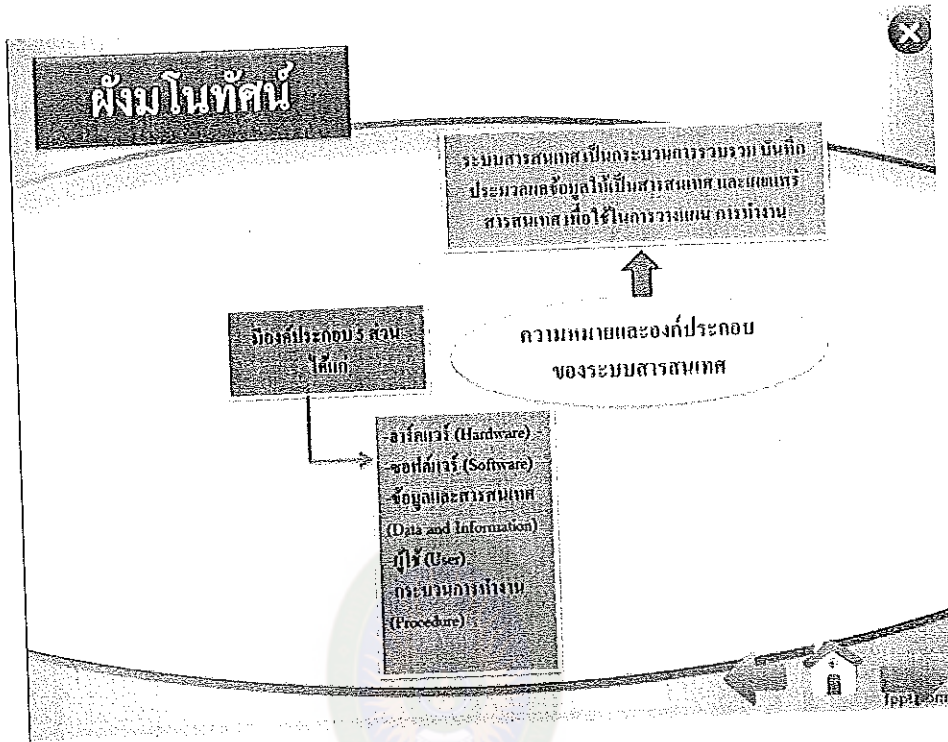 ผังมโนทัศน์
ระบบสารสนเทศ เป็นกระบวนการรวบรวม บันทึก
ประมวลผลข้อมูลให้เป็นสารสนเทศ และเผยแพร่
สารสนเทศ เพื่อใช้ในการวางแผน การทำงาน
มีองค์ประกอบ 5 ส่วน
ได้แก่
ความหมายและองค์ประกอบ
ของระบบสารสนเทศ
-ฮาร์ดแวร์ (Hardware)
-ซอฟต์แวร์ (Software)
-ข้อมูลและสารสนเทศ
(Data and Information)
-ผู้ใช้ (User)
-กระบวนการทำงาน
(Procedure)